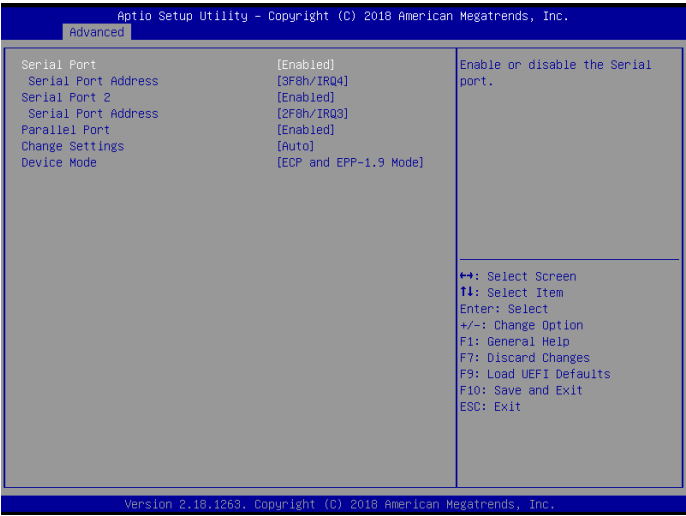 Aptio Setup Utility – Copyright (C) 2018 American Megatrends, Inc.
Advanced
Serial Port [Enabled]
Serial Port Address [3F8h/IRQ4]
Serial Port 2 [Enabled]
Serial Port Address [2F8h/IRQ3]
Parallel Port [Enabled]
Change Settings [Auto]
Device Mode [ECP and EPP-1.9 Mode]
Enable or disable the Serial
port.
↔: Select Screen
↑↓: Select Item
Enter: Select
+/-: Change Option
F1: General Help
F7: Discard Changes
F9: Load UEFI Defaults
F10: Save and Exit
ESC: Exit
Version 2.18.1263. Copyright (C) 2018 American Megatrends, Inc.